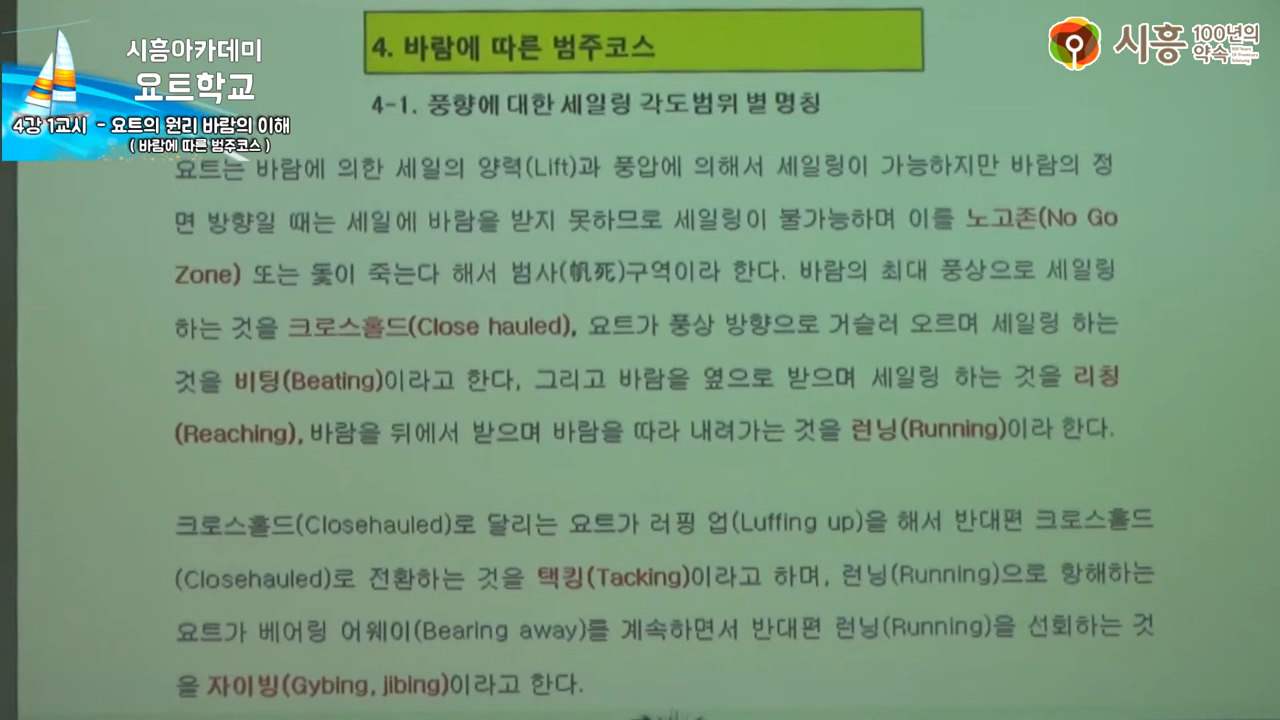 시흥아카데미
요트학교
4강 1교시 - 요트의 원리 바람의 이해
( 바람에 따른 범주코스 )
시흥 100년의 약속
4. 바람에 따른 범주코스
4-1. 풍향에 대한 세일링 각도범위 별 명칭
요트는 바람에 의한 세일의 양력(Lift)과 풍압에 의해서 세일링이 가능하지만 바람의 정
면 방향일 때는 세일에 바람을 받지 못하므로 세일링이 불가능하며 이를 노고존(No Go
Zone) 또는 돛이 죽는다 해서 범사(帆死)구역이라 한다. 바람의 최대 풍상으로 세일링
하는 것을 크로스홀드(Close hauled), 요트가 풍상 방향으로 거슬러 오르며 세일링 하는
것을 비팅(Beating)이라고 한다, 그리고 바람을 옆으로 받으며 세일링 하는 것을 리칭
(Reaching), 바람을 뒤에서 받으며 바람을 따라 내려가는 것을 런닝(Running)이라 한다.
크로스홀드(Closehauled)로 달리는 요트가 러핑 업(Luffing up)을 해서 반대편 크로스홀드
(Closehauled)로 전환하는 것을 택킹(Tacking)이라고 하며, 런닝(Running)으로 항해하는
요트가 베어링 어웨이(Bearing away)를 계속하면서 반대편 런닝(Running)을 선회하는 것
을 자이빙(Gybing, jibing)이라고 한다.